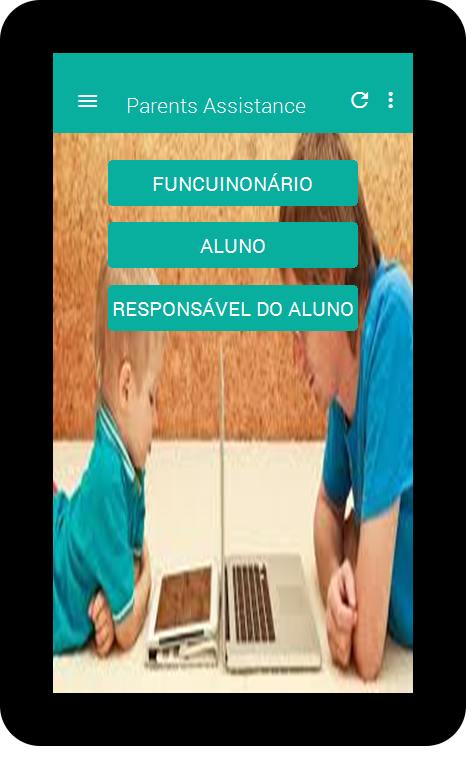 Parents Assistance
FUNCUINONÁRIO
ALUNO
RESPONSÁVEL DO ALUNO